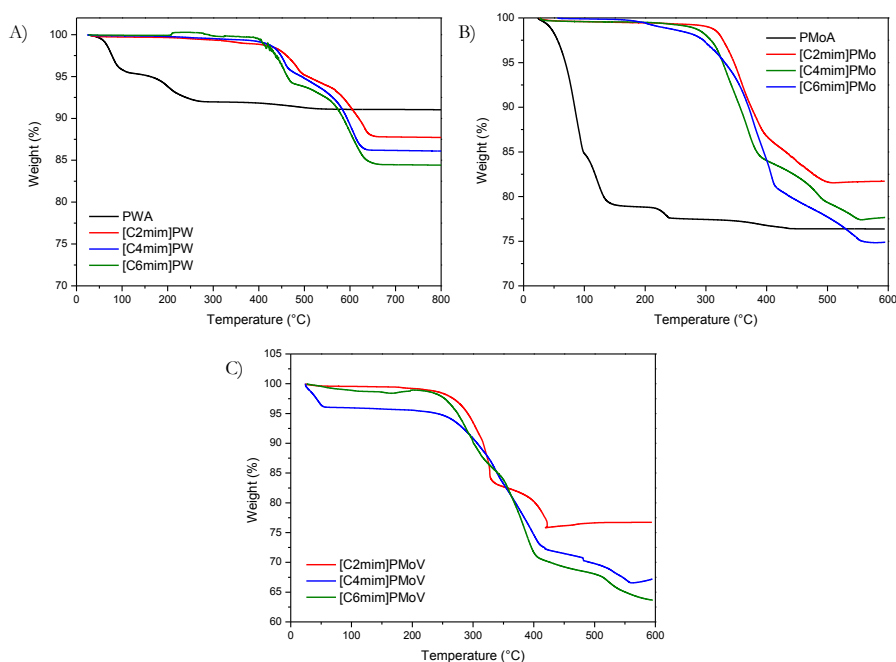 A)
100
95
90
85
80
75
70
Weight (%)
PWA
[C2mim]PW
[C4mim]PW
[C6mim]PW
0 100 200 300 400 500 600 700 800
Temperature (°C)
B)
100
95
90
85
80
75
70
Weight (%)
PMoA
[C2mim]PMo
[C4mim]PMo
[C6mim]PMo
0 100 200 300 400 500 600
Temperature (°C)
C)
105
100
95
90
85
80
75
70
65
60
Weight (%)
[C2mim]PMoV
[C4mim]PMoV
[C6mim]PMoV
0 100 200 300 400 500 600
Temperature (°C)